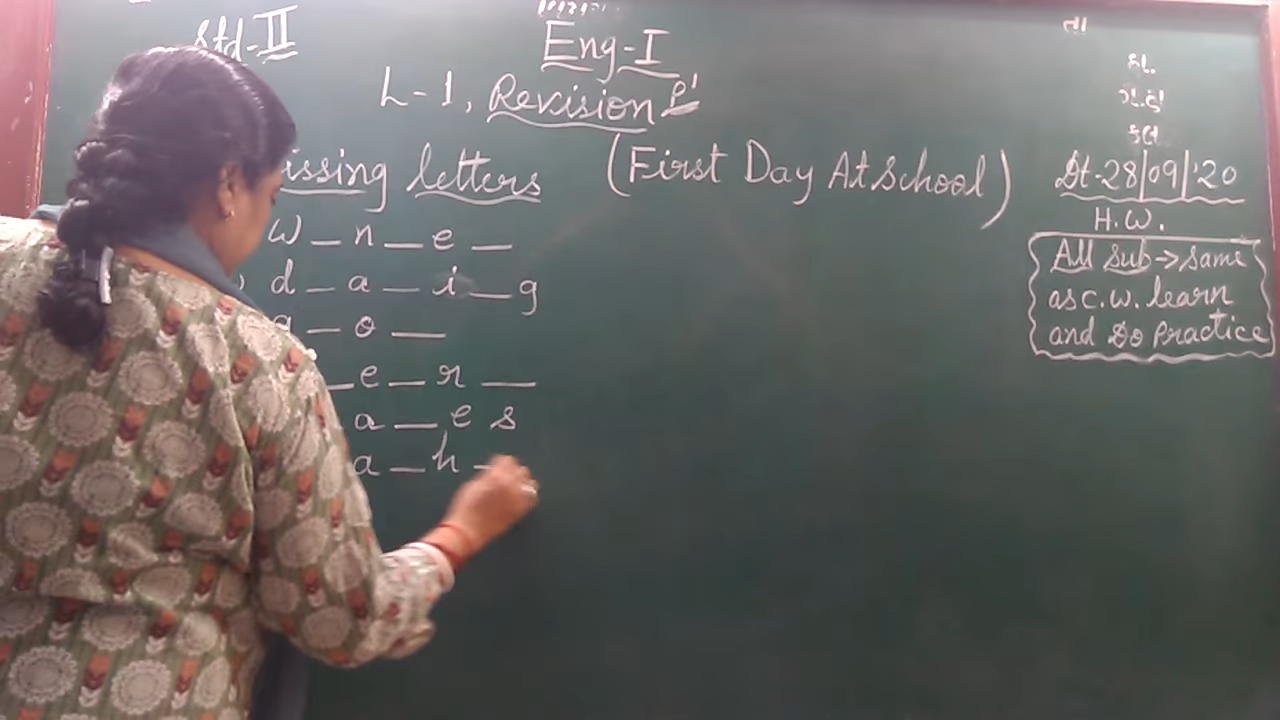 Std-II
Eng-I
L-1, Revision
letters
(First Day At School)
W _ n _ e _
d _ a _ i _ g
_ o _
_ e _ r _
a _ e s
a _ h _
તા
Dt-28/09/'20
H.W.
All Sub→same
as c.w. learn
and Do Practice